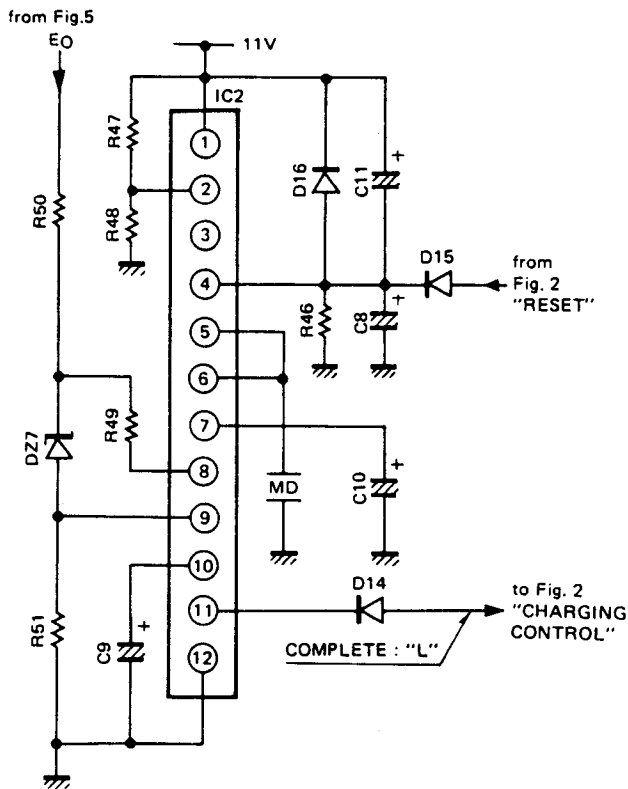 from Fig.5
EO
11V
IC2
R47
1
D16
C11
+
2
R50
R48
3
D15
from
Fig. 2
"RESET"
4
R46
C8
+
5
6
R49
DZ7
7
+
8
MD
C10
9
10
D14
to Fig. 2
"CHARGING
CONTROL"
11
R51
C9
+
COMPLETE : "L"
12